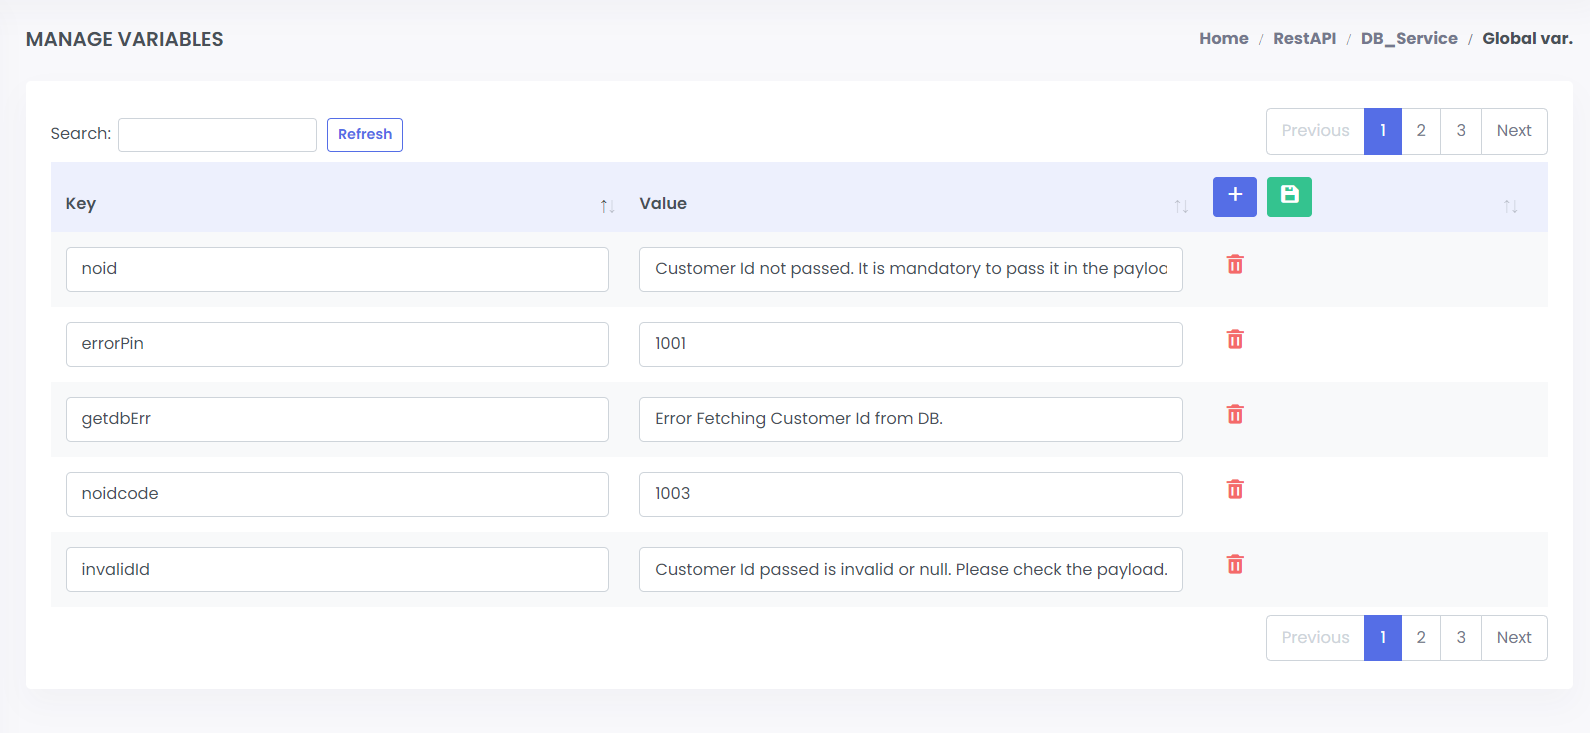 MANAGE VARIABLES
Home / RestAPI / DB_Service / Global var.
Search:
Refresh
Previous 1 2 3 Next
Key Value
noid Customer Id not passed. It is mandatory to pass it in the
errorPin 1001
getdbErr Error Fetching Customer Id from DB.
noidcode 1003
invalidId Customer Id passed is invalid or null. Please check the payload.
Previous 1 2 3 Next